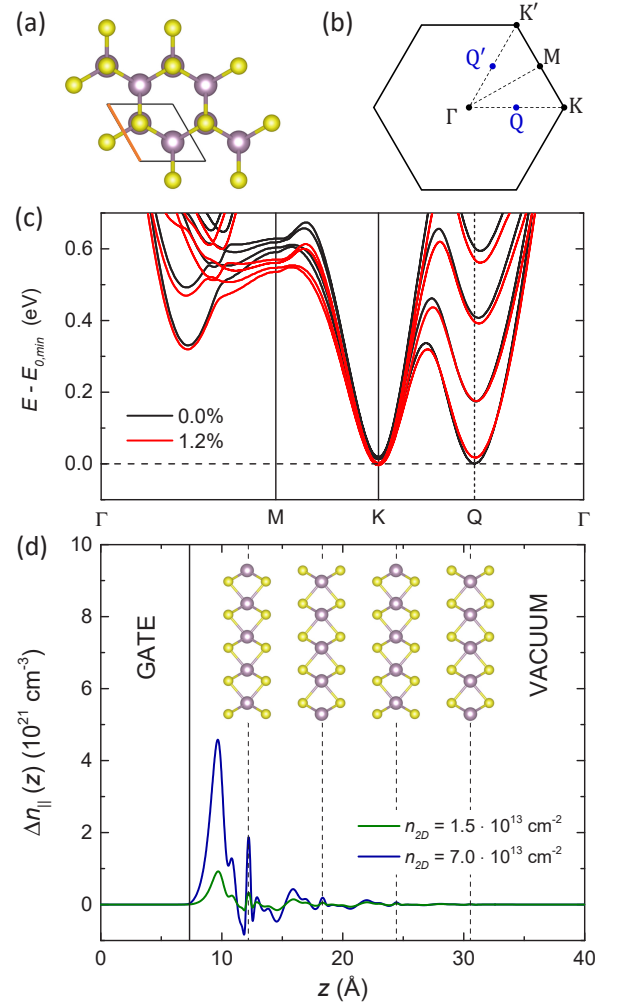 (a)
(b)
K′
Q′
M
Γ
Q
K
(c)
E - E0,min (eV)
0.6
0.4
0.2
0.0
0.0%
1.2%
Γ
M
K
Q
Γ
(d)
Δn|| (z) (10²¹ cm⁻³)
10
8
6
4
2
0
GATE
VACUUM
n2D = 1.5 · 10¹³ cm⁻²
n2D = 7.0 · 10¹³ cm⁻²
0
10
20
30
40
z (Å)